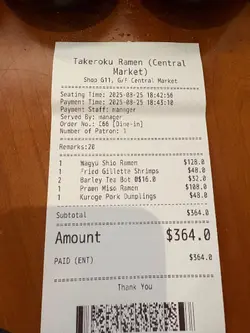 Takeroku Ramen (Central
Market)
Shop G11, G/F Central Market
Seating Time: 2025-08-25 18:42:58
Payment Time: 2025-08-25 18:43:10
Payment Staff: manager
Served By: manager
Order No.: C66 [Dine-in]
Number of Patron: 1
Remarks:20
1 Wagyu Shio Ramen $128.0
1 Fried Gillette Shrimps $48.0
2 Barley Tea Bot @$16.0 $32.0
1 Prawn Miso Ramen $108.0
1 Kuroge Pork Dumplings $48.0
Subtotal $364.0
Amount $364.0
PAID (ENT) $364.0
Thank You